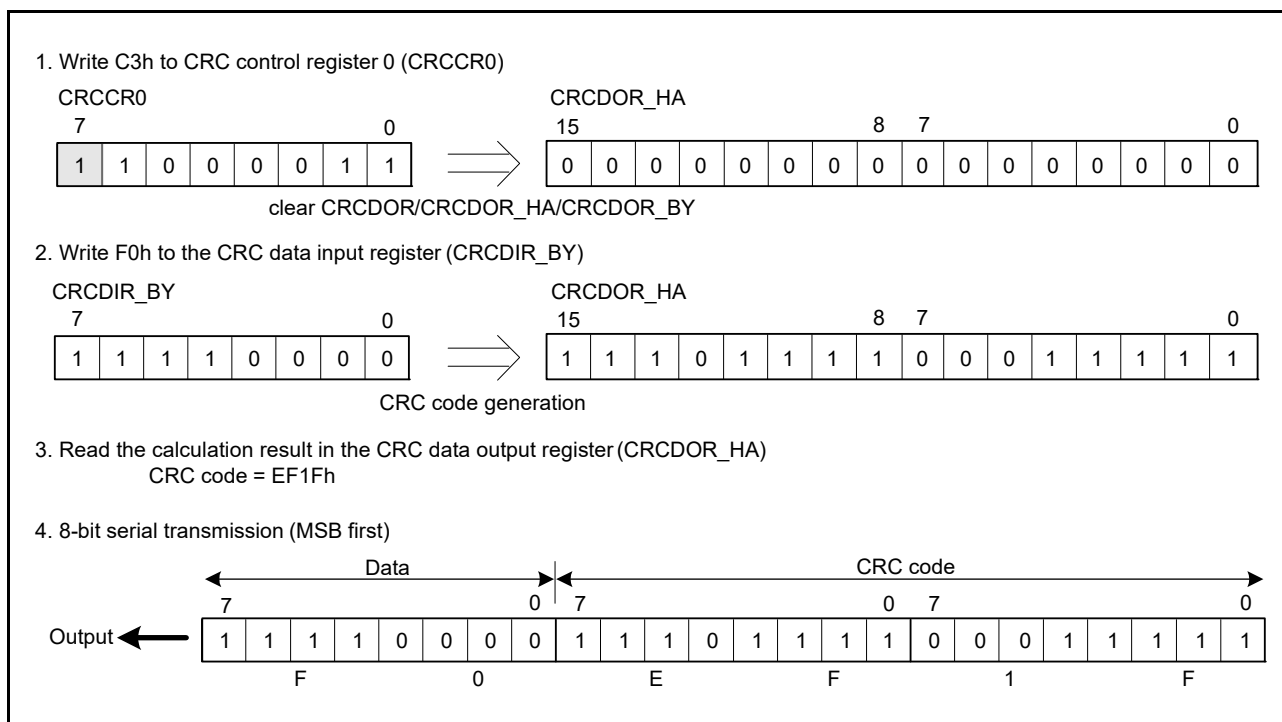 1. Write C3h to CRC control register 0 (CRCCR0)
CRCCR0 CRCDOR_HA
7 0 15 8 7 0
1 1 0 0 0 0 1 1 0 0 0 0 0 0 0 0 0 0 0 0 0 0 0 0
clear CRCDOR/CRCDOR_HA/CRCDOR_BY
2. Write F0h to the CRC data input register (CRCDIR_BY)
CRCDIR_BY CRCDOR_HA
7 0 15 8 7 0
1 1 1 1 0 0 0 0 1 1 1 0 1 1 1 1 0 0 0 1 1 1 1 1
CRC code generation
3. Read the calculation result in the CRC data output register (CRCDOR_HA)
CRC code = EF1Fh
4. 8-bit serial transmission (MSB first)
Data CRC code
7 0 7 0 7 0
Output 1 1 1 1 0 0 0 0 1 1 1 0 1 1 1 1 0 0 0 1 1 1 1 1
F 0 E F 1 F